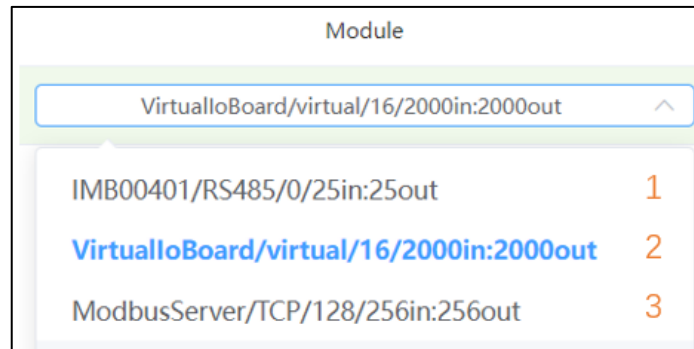 Module
VirtualIoBoard/virtual/16/2000in:2000out
IMB00401/RS485/0/25in:25out 1
VirtualIoBoard/virtual/16/2000in:2000out 2
ModbusServer/TCP/128/256in:256out 3